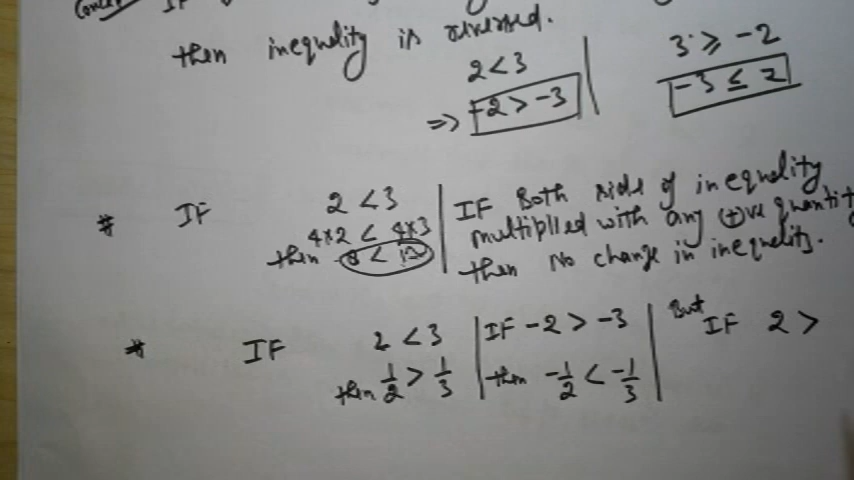 Concept IF
then inequality is reversed.
2 < 3 | 3 ≥ -2
=> -2 > -3 | -3 ≤ 2
* IF 2 < 3 | IF Both side of inequality
4×2 < 4×3 | multiplied with any (+)ve quantity
then 8 < 12 | then No change in inequality.
* IF 2 < 3 | IF -2 > -3 | But IF 2 >
then 1/2 > 1/3 | then -1/2 < -1/3 |